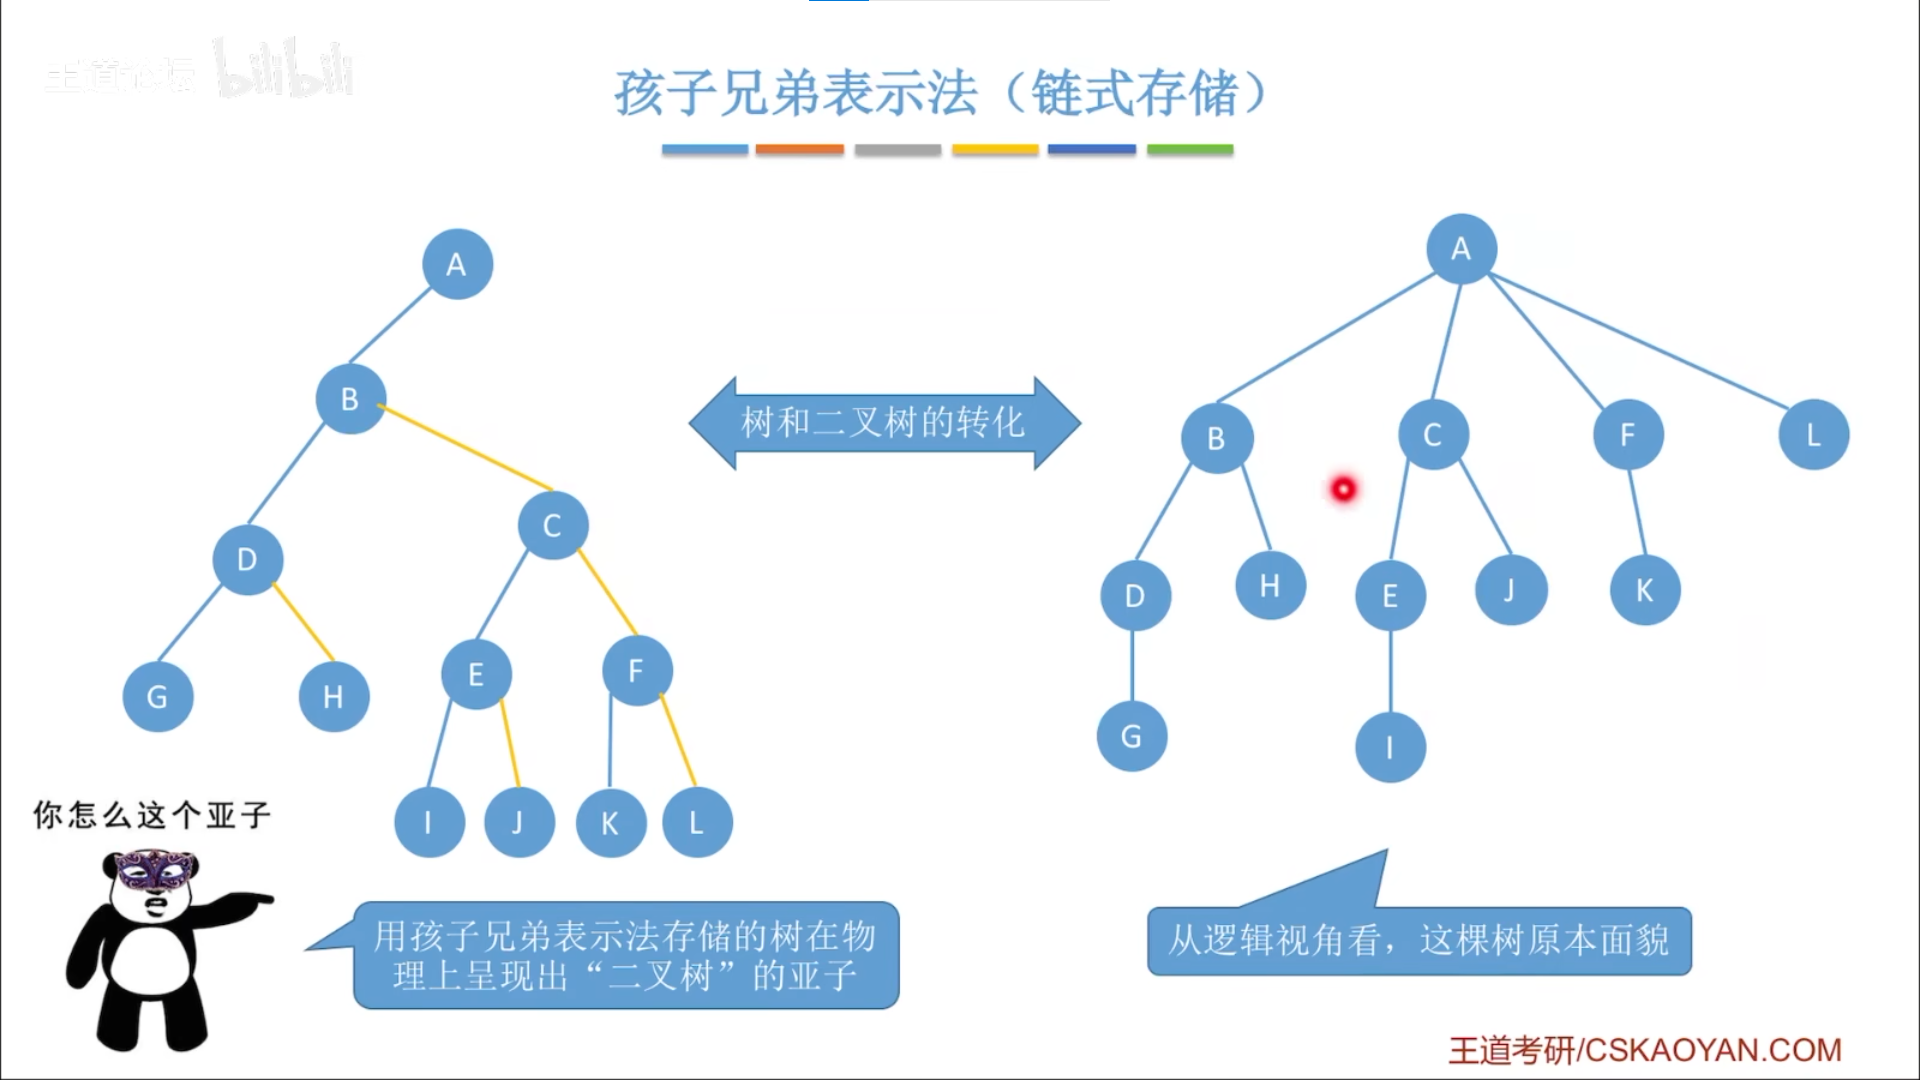 王道论坛 bilibili
孩子兄弟表示法（链式存储）
A
B
C
D
E
F
G
H
I
J
K
L
树和二叉树的转化
A
B
C
F
L
D
H
E
J
K
G
I
你怎么这个亚子
用孩子兄弟表示法存储的树在物
理上呈现出“二叉树”的亚子
从逻辑视角看，这棵树原本面貌
王道考研/CSKAOYAN.COM